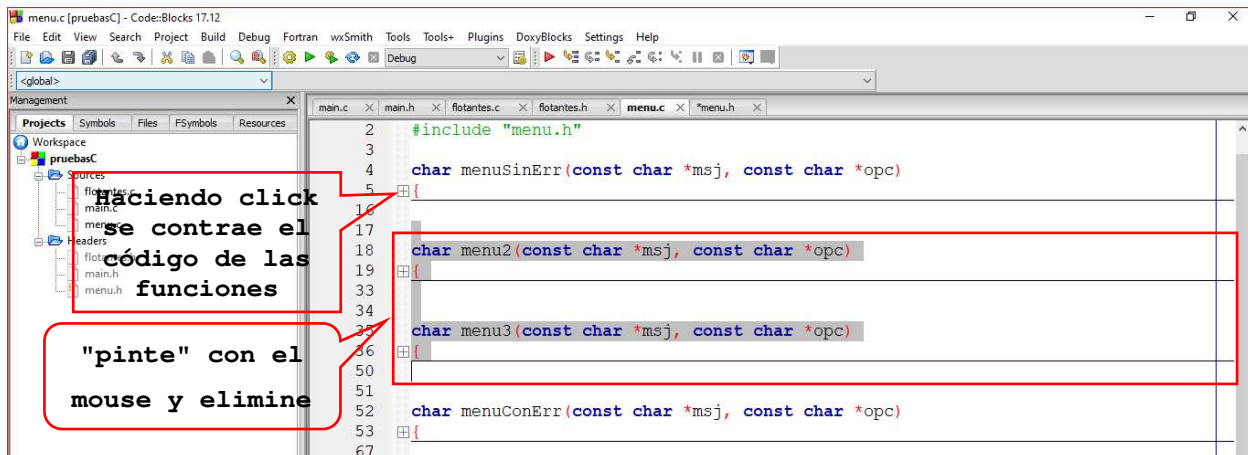 menu.c [pruebasC] - Code::Blocks 17.12
File Edit View Search Project Build Debug Fortran wxSmith Tools Tools+ Plugins DoxyBlocks Settings Help
Debug
<global>
Management
Projects Symbols Files FSymbols Resources
main.c main.h flotantes.c flotantes.h menu.c *menu.h
Workspace
pruebasC
Sources
main.c
Headers
main.h
menu.h
Haciendo click
se contrae el
código de las
funciones
"pinte" con el
mouse y elimine
2 #include "menu.h"
3
4 char menuSinErr(const char *msj, const char *opc)
5 {
16
17
18 char menu2(const char *msj, const char *opc)
19 {
33
34
35 char menu3(const char *msj, const char *opc)
36 {
50
51
52 char menuConErr(const char *msj, const char *opc)
53 {
67